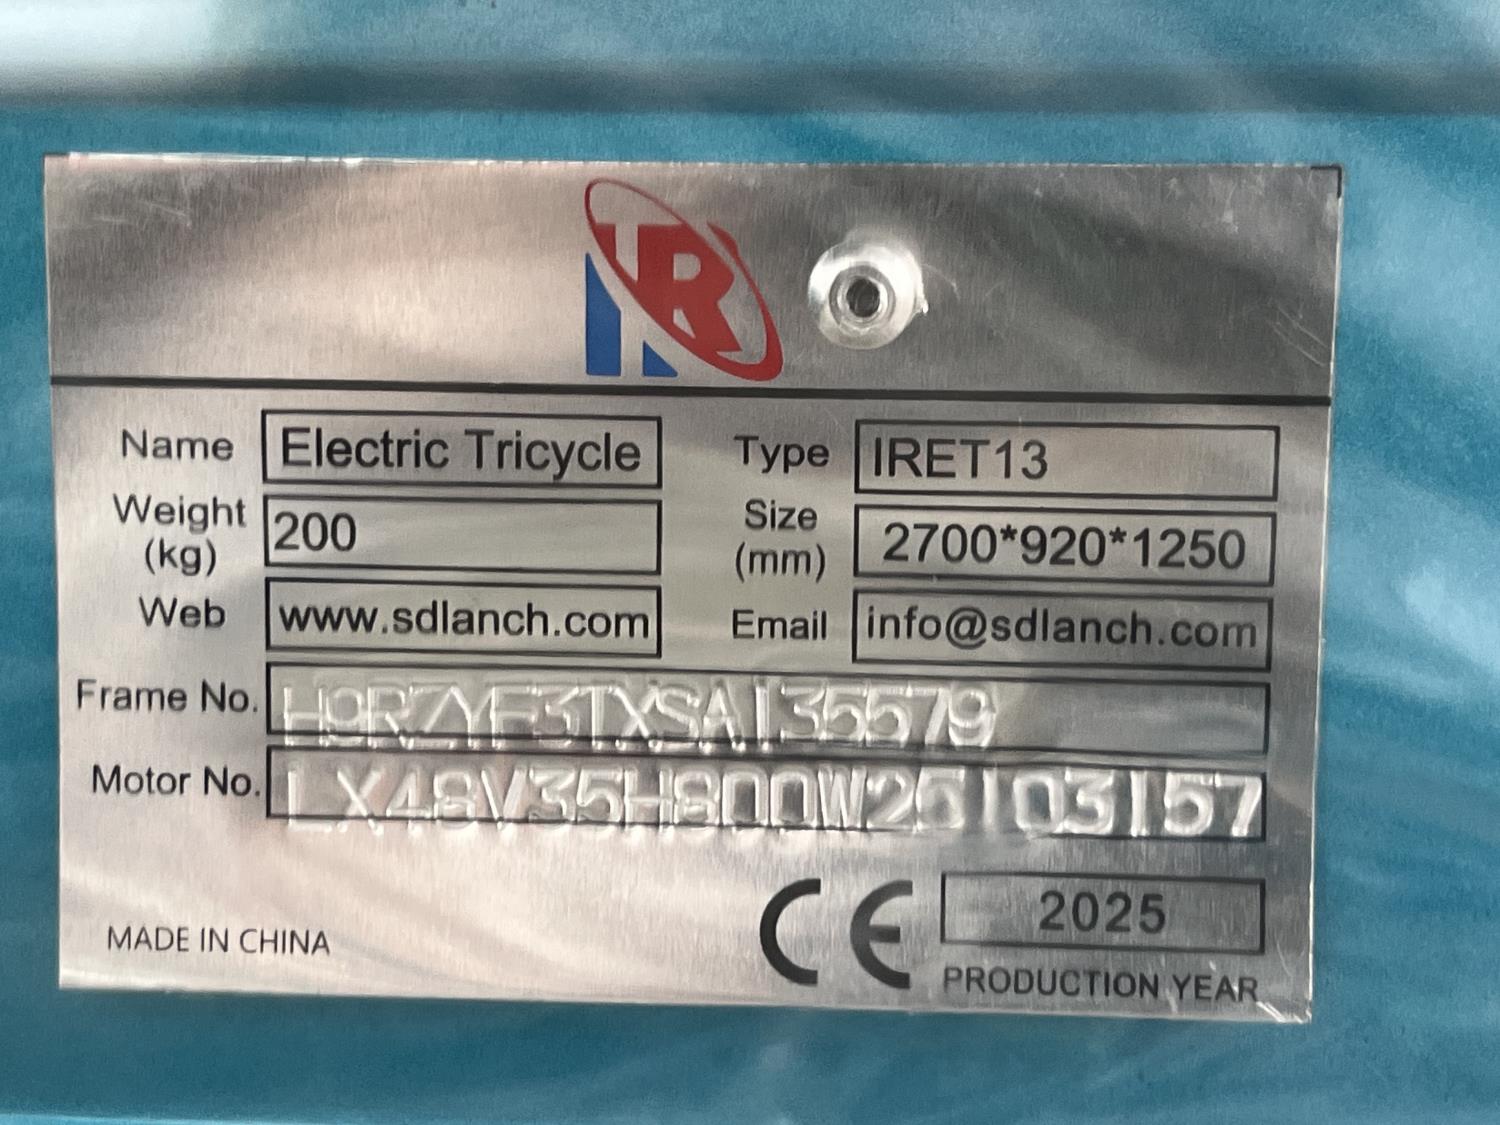 Name Electric Tricycle Type IRET13
Weight (kg) 200 Size (mm) 2700*920*1250
Web www.sdlanch.com Email info@sdlanch.com
Frame No. H9RZYF3TXSA135579
Motor No. LX48V35H800W25103157
MADE IN CHINA CE 2025
PRODUCTION YEAR